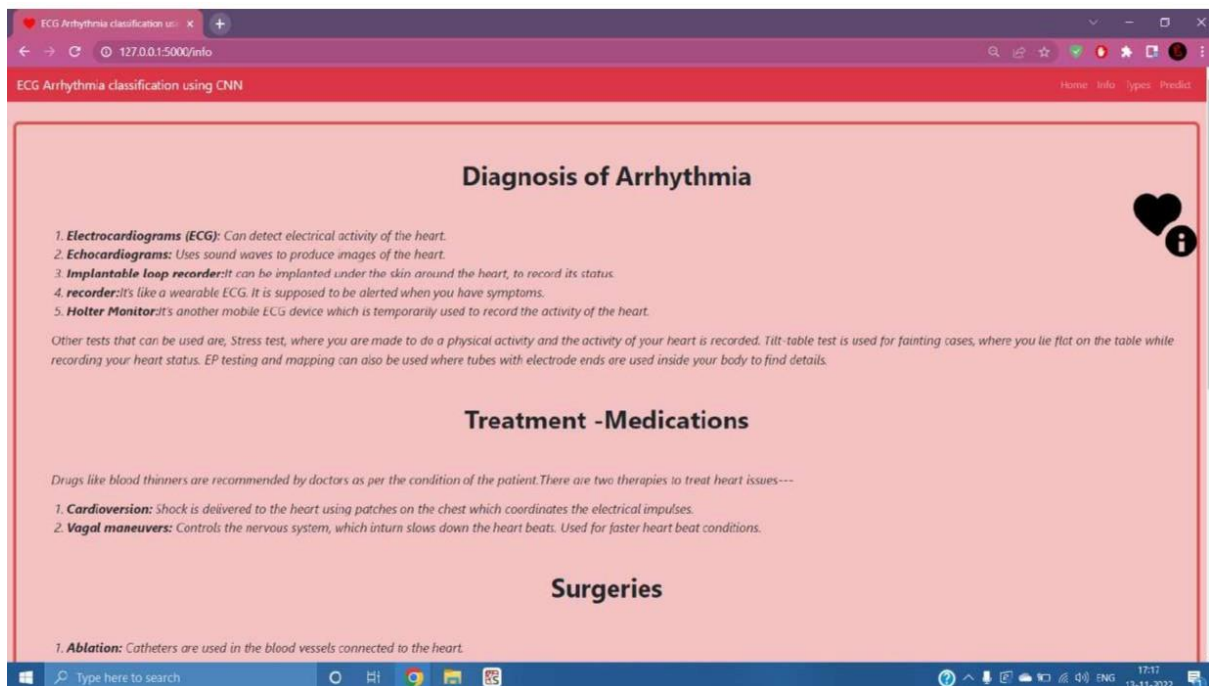 ECG Arrhythmia classification usi
127.0.0.1:5000/info
ECG Arrhythmia classification using CNN
Home Info Types Predict
Diagnosis of Arrhythmia
1. Electrocardiograms (ECG): Can detect electrical activity of the heart.
2. Echocardiograms: Uses sound waves to produce images of the heart.
3. Implantable loop recorder:It can be implanted under the skin around the heart, to record its status.
4. recorder:It's like a wearable ECG. It is supposed to be alerted when you have symptoms.
5. Holter Monitor:It's another mobile ECG device which is temporarily used to record the activity of the heart.
Other tests that can be used are, Stress test, where you are made to do a physical activity and the activity of your heart is recorded. Tilt-table test is used for fainting cases, where you lie flat on the table while
recording your heart status. EP testing and mapping can also be used where tubes with electrode ends are used inside your body to find details.
Treatment -Medications
Drugs like blood thinners are recommended by doctors as per the condition of the patient.There are two therapies to treat heart issues---
1. Cardioversion: Shock is delivered to the heart using patches on the chest which coordinates the electrical impulses.
2. Vagal maneuvers: Controls the nervous system, which inturn slows down the heart beats. Used for faster heart beat conditions.
Surgeries
1. Ablation: Catheters are used in the blood vessels connected to the heart.
Type here to search
ENG
17:17
13-11-2022